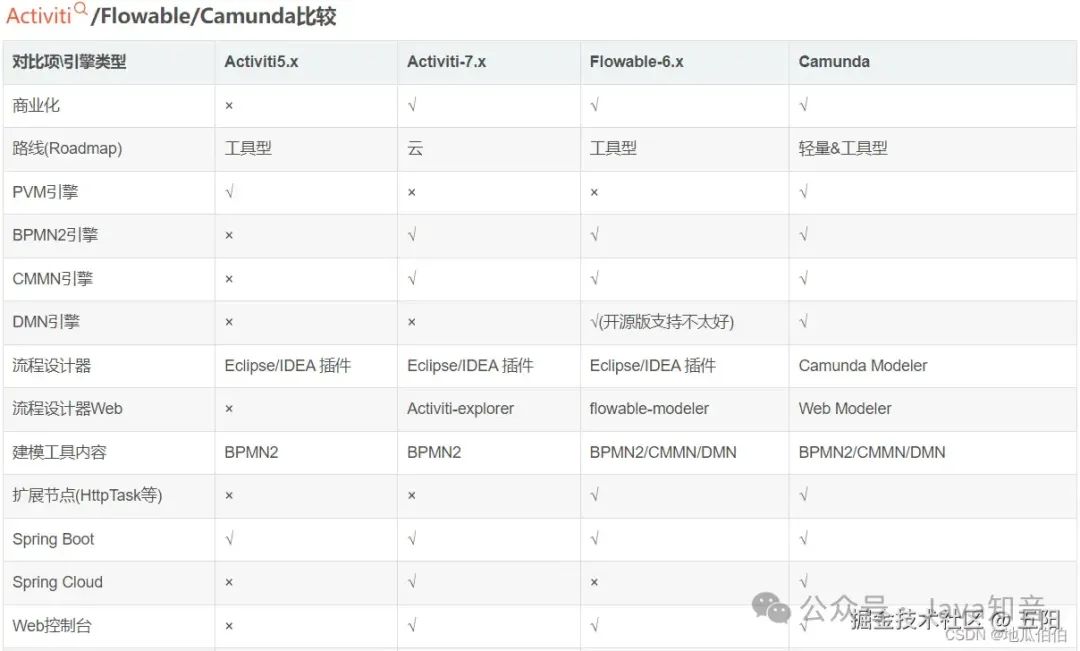 Activiti/Flowable/Camunda比较
对比项\引擎类型 Activiti5.x Activiti-7.x Flowable-6.x Camunda
商业化 × √ √ √
路线(Roadmap) 工具型 云 工具型 轻量&工具型
PVM引擎 √ × × √
BPMN2引擎 × √ √ √
CMMN引擎 × √ √ √
DMN引擎 × × √(开源版支持不太好) √
流程设计器 Eclipse/IDEA 插件 Eclipse/IDEA 插件 Eclipse/IDEA 插件 Camunda Modeler
流程设计器Web × Activiti-explorer flowable-modeler Web Modeler
建模工具内容 BPMN2 BPMN2 BPMN2/CMMN/DMN BPMN2/CMMN/DMN
扩展节点(HttpTask等) × × √ √
Spring Boot √ √ √ √
Spring Cloud × √ × √
Web控制台 × √ √ √
公众号 · Java知音
掘金技术社区 @ 五阳
CSDN @地瓜伯伯